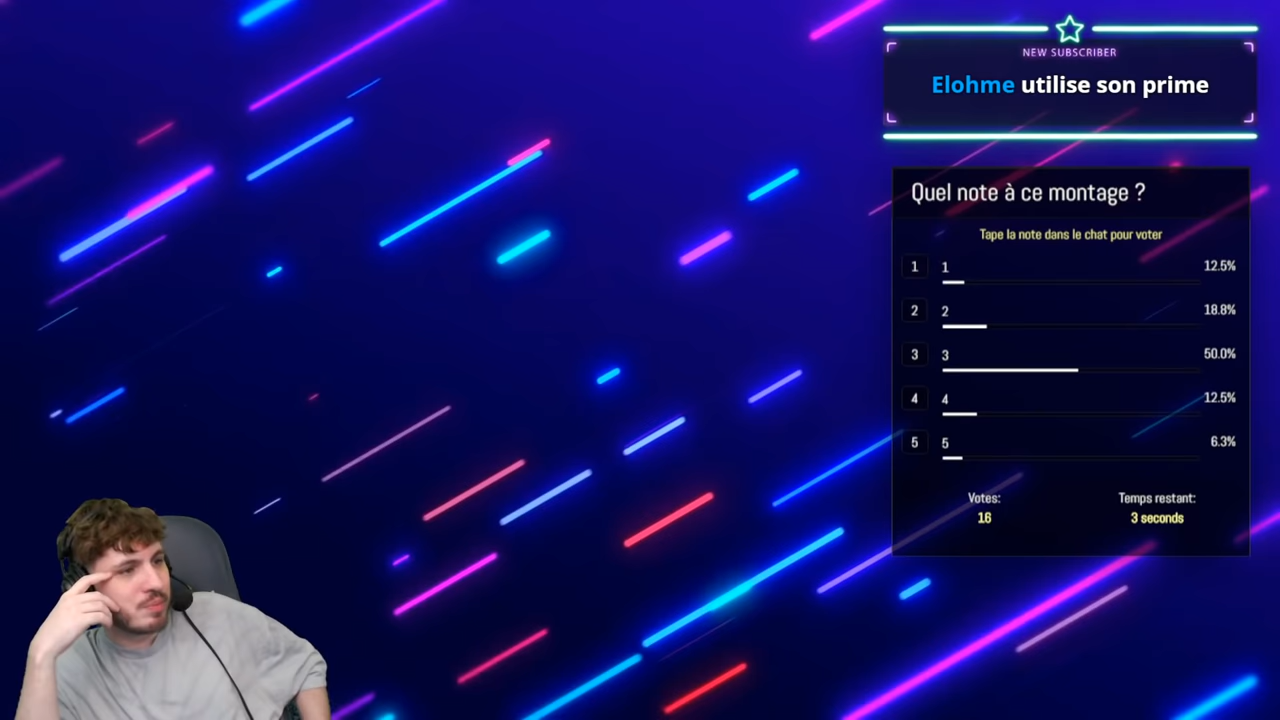 NEW SUBSCRIBER
Elohme utilise son prime
Quel note à ce montage ?
Tape la note dans le chat pour voter
1 1 12.5%
2 2 18.8%
3 3 50.0%
4 4 12.5%
5 5 6.3%
Votes: Temps restant:
16 3 seconds